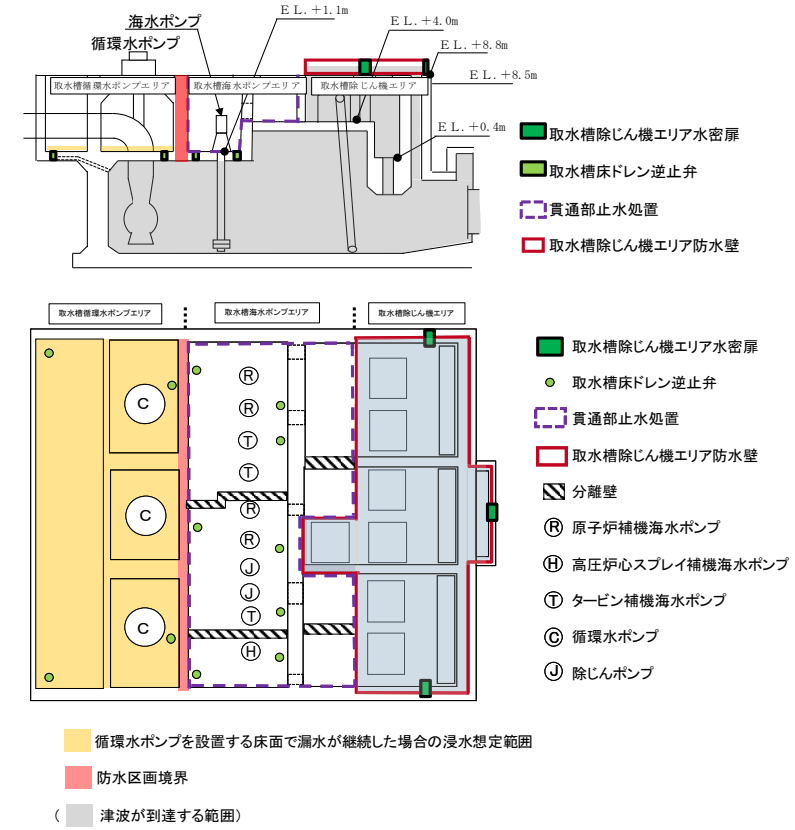 海水ポンプ
循環水ポンプ
EL.+1.1m
EL.+4.0m
EL.+8.8m
EL.+8.5m
取水槽循環水ポンプエリア
取水槽海水ポンプエリア
取水槽除じん機エリア
EL.+0.4m
取水槽除じん機エリア水密扉
取水槽床ドレン逆止弁
貫通部止水処置
取水槽除じん機エリア防水壁
取水槽循環水ポンプエリア
取水槽海水ポンプエリア
取水槽除じん機エリア
C
C
C
R
R
T
T
R
R
J
J
T
H
取水槽除じん機エリア水密扉
取水槽床ドレン逆止弁
貫通部止水処置
取水槽除じん機エリア防水壁
分離壁
R 原子炉補機海水ポンプ
H 高圧炉心スプレイ補機海水ポンプ
T タービン補機海水ポンプ
C 循環水ポンプ
J 除じんポンプ
循環水ポンプを設置する床面で漏水が継続した場合の浸水想定範囲
防水区画境界
( 津波が到達する範囲)